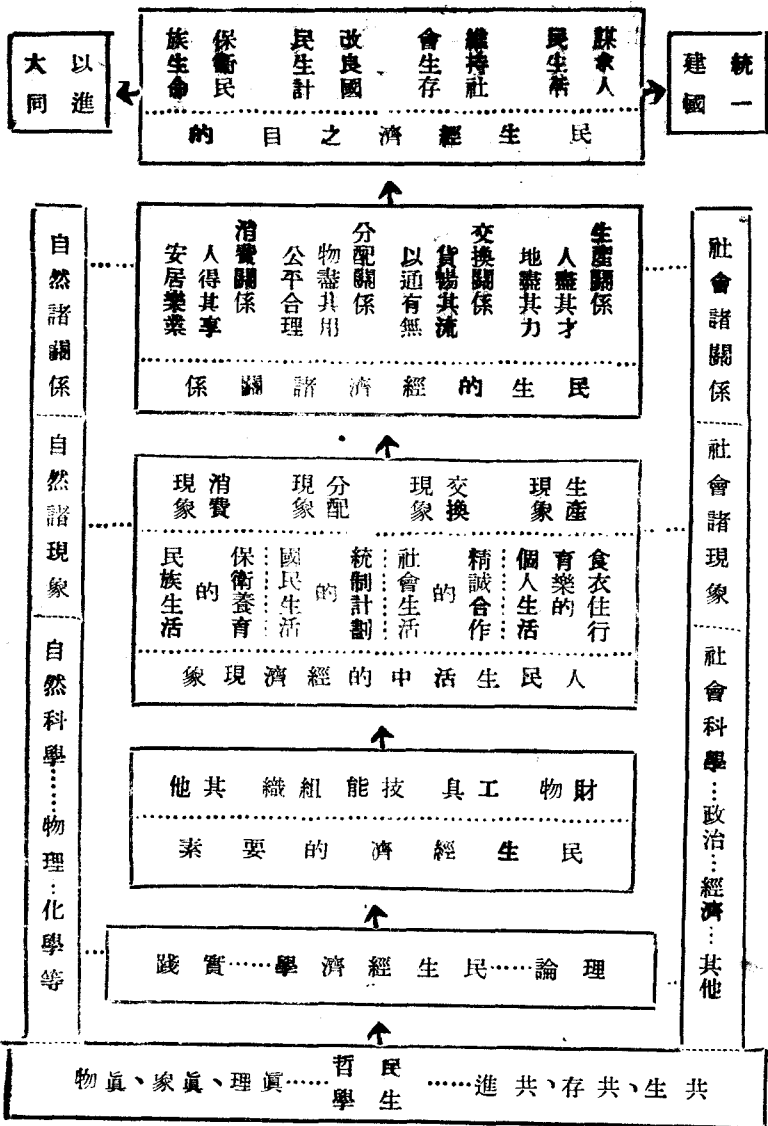 統一
建國
謀求人
民生活
維持社
會生存
改良國
民生計
保衛民
族生命
民生經濟之目的
以進
大同
生產關係
人盡其才
地盡其力
交換關係
貨暢其流
以通有無
分配關係
物盡其用
公平合理
消費關係
人得其享
安居樂業
民生的經濟諸關係
生產
現象
交換
現象
分配
現象
消費
現象
食衣住行
育樂的
個人生活
精誠合作
的
社會生活
統制計劃
的
國民生活
保衛養育
的
民族生活
人民生活中的經濟現象
財物工具技能組織其他
民生經濟的要素
理論……民生經濟學……實踐
社會諸關係
社會諸現象
社會科學…政治…經濟…其他
自然諸關係
自然諸現象
自然科學……物理…化學等
共生、共存、共進……民生哲學……真理、真象、真物